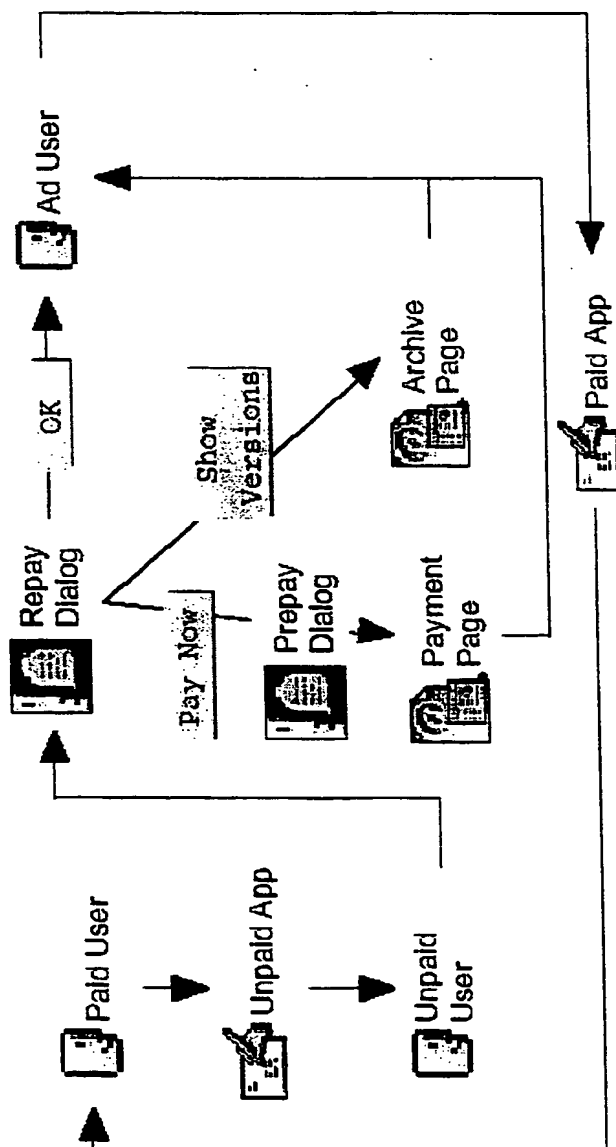 Paid User
Unpaid App
Unpaid
User
Repay
Dialog
Pay Now
Prepay
Dialog
Payment
Page
OK
Show
Versions
Archive
Page
Ad User
Paid App